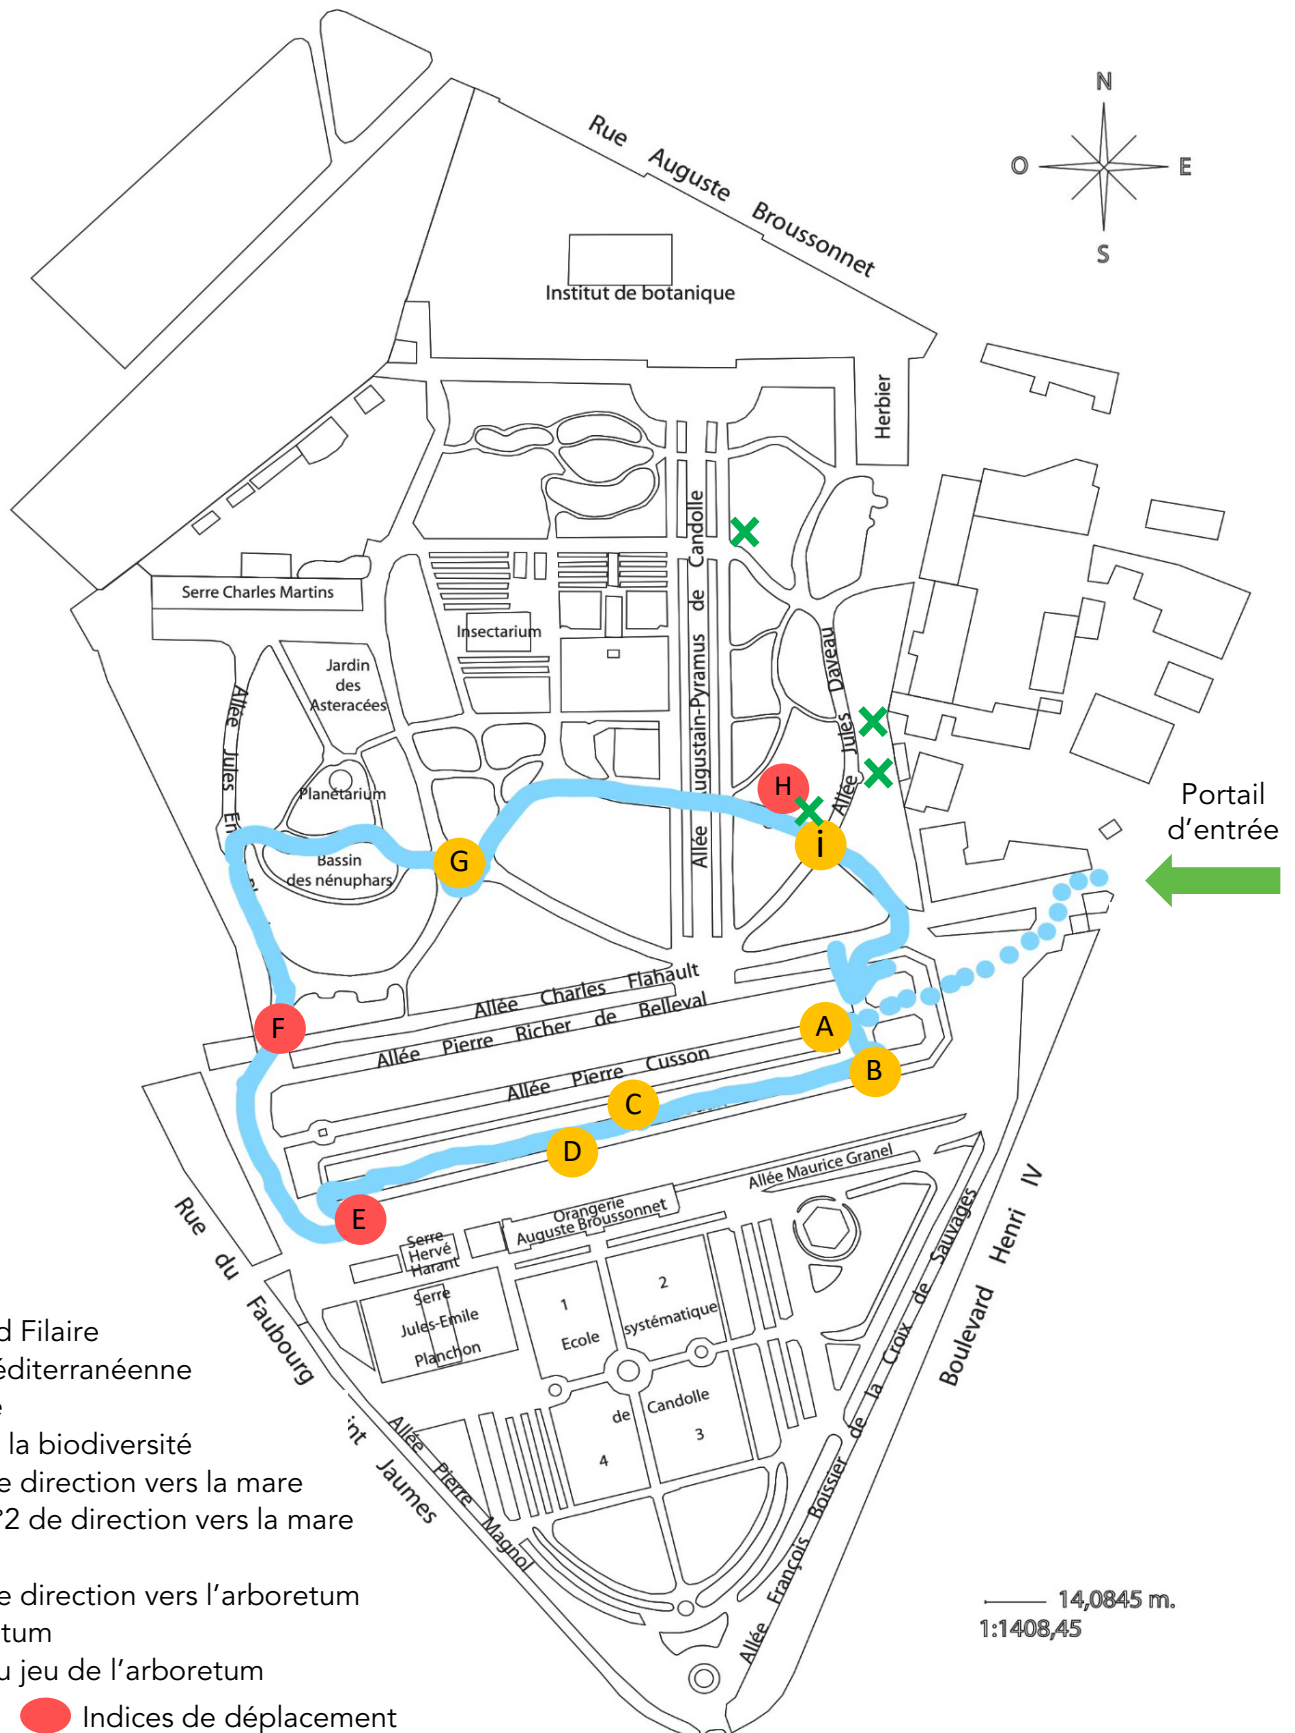 N
O
E
S
Rue Auguste Broussonnet
Institut de botanique
Herbier
Serre Charles Martins
Insectarium
Jardin
des
Asteracées
Allée Augustain-Pyramus de Candolle
Allée Jules Daveau
Allée Jules
Planétarium
Bassin
des nénuphars
H
i
G
Portail
d'entrée
Allée Charles Flahault
Allée Pierre Richer de Belleval
Allée Pierre Cusson
F
A
B
C
D
E
Allée Maurice Granel
Orangerie
Auguste Broussonnet
Serre
Hervé
Harant
Serre
Jules-Emile
Planchon
1
2
Ecole systématique
de Candolle
3
4
Rue du Faubourg
int Jaumes
Allée Pierre Magnol
Allée François Boissier de la Croix de Sauvages
Boulevard Henri IV
d Filaire
éditerranéenne
e
la biodiversité
e direction vers la mare
°2 de direction vers la mare
e direction vers l'arboretum
tum
u jeu de l'arboretum
Indices de déplacement
14,0845 m.
1:1408,45